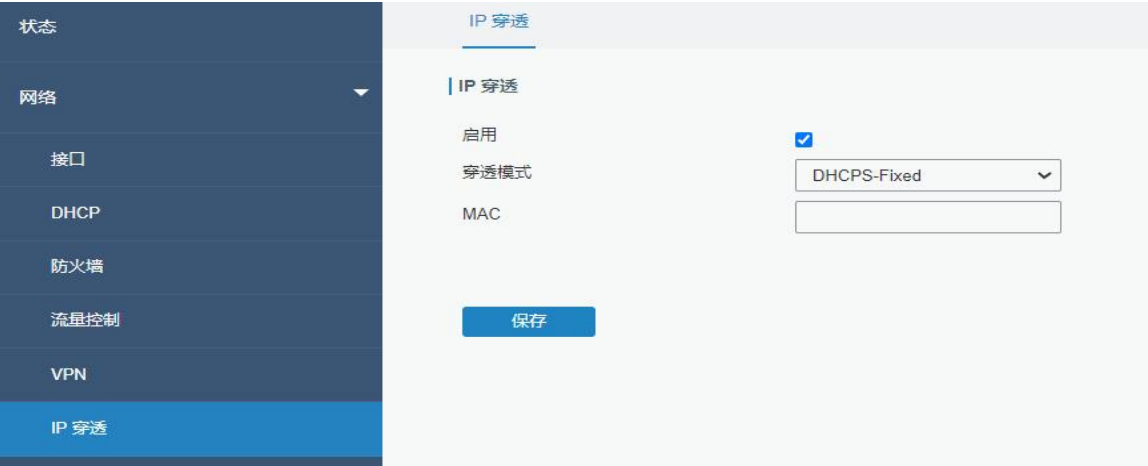 状态
网络
接口
DHCP
防火墙
流量控制
VPN
IP 穿透
IP 穿透
IP 穿透
启用
穿透模式
DHCPS-Fixed
MAC
保存